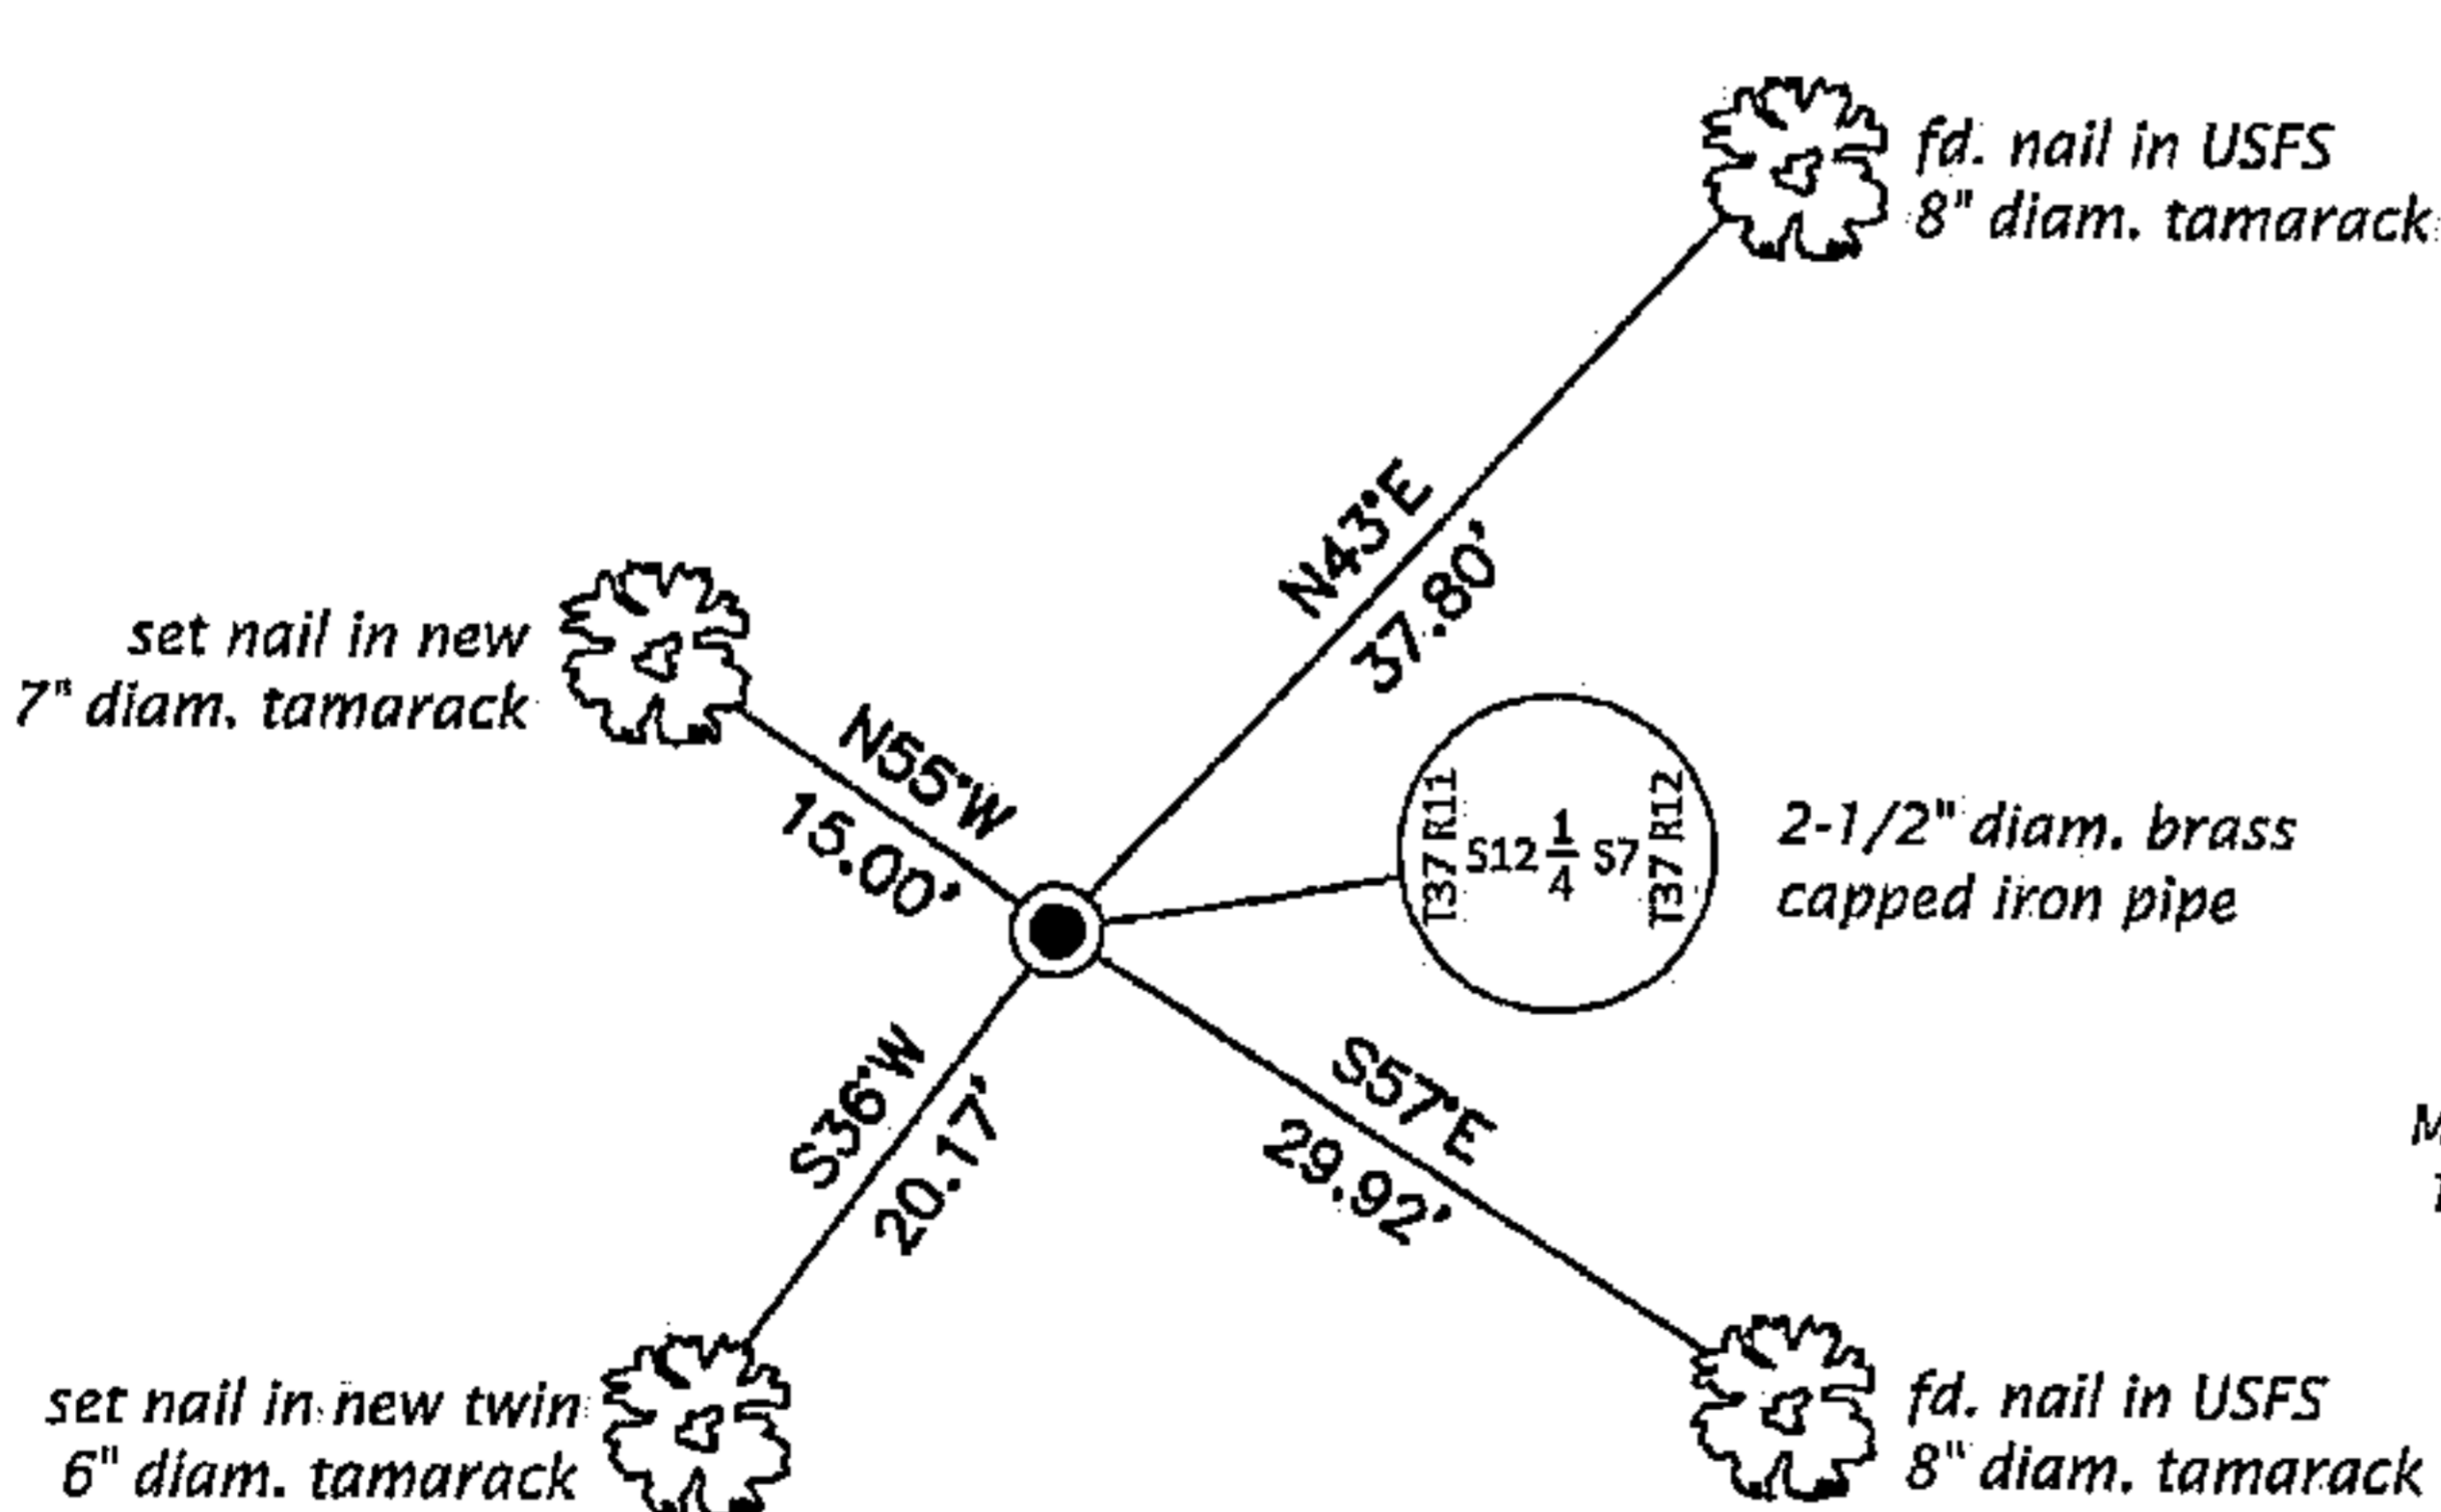 fd. nail in USFS
8" diam. tamarack
N43°E
37.80'
set nail in new
7" diam. tamarack
N55°W
15.00'
T37 R11
S12 1/4 S7
T37 R12
2-1/2" diam. brass
capped iron pipe
S36°W
20.17'
S57°E
29.92'
set nail in new twin
6" diam. tamarack
fd. nail in USFS
8" diam. tamarack